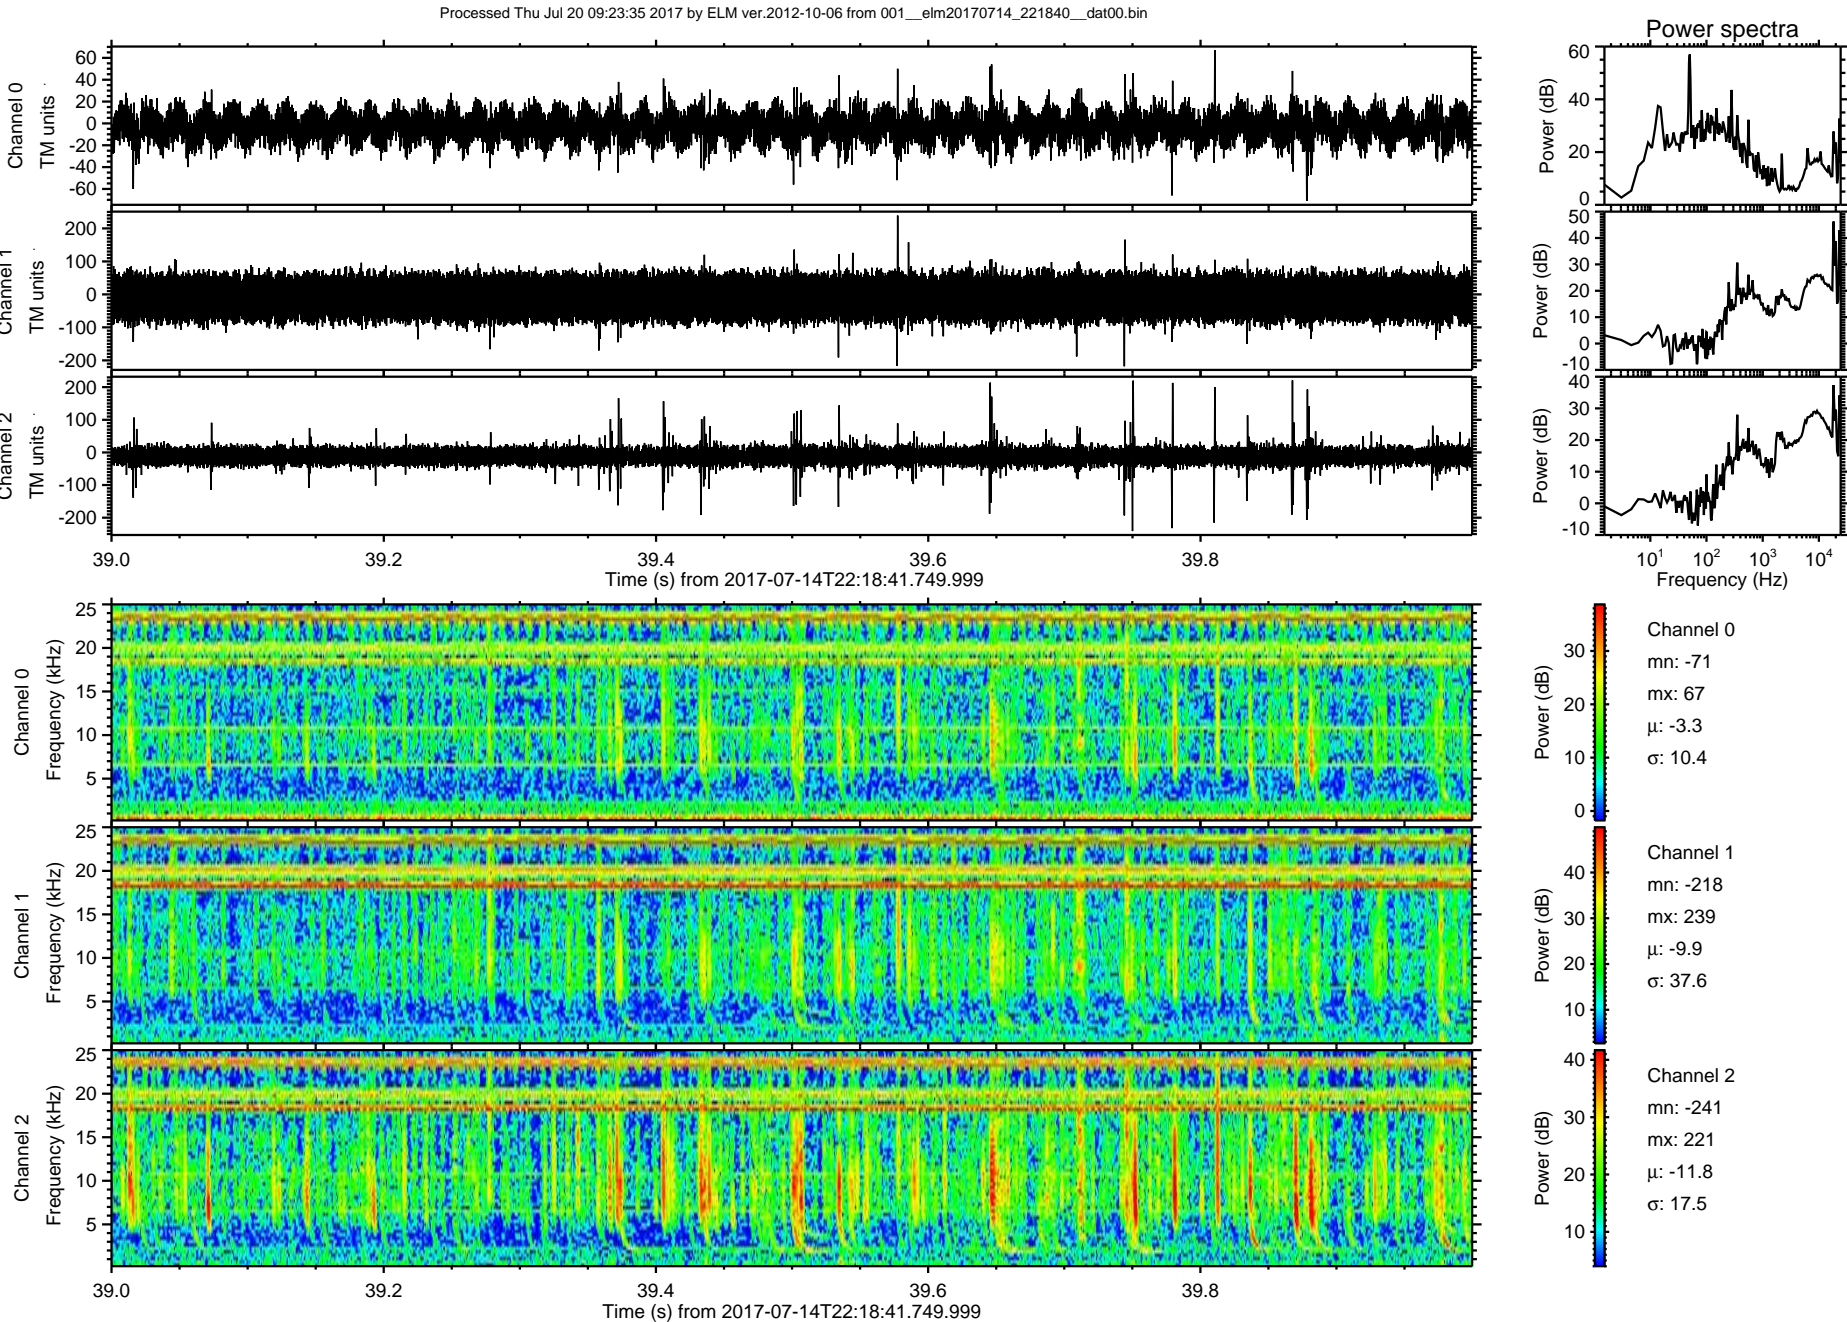 Processed Thu Jul 20 09:23:35 2017 by ELM ver.2012-10-06 from 001__elm20170714_221840__dat00.bin
Power spectra
Channel 0
TM units
60
40
20
0
-20
-40
-60
Power (dB)
60
40
20
0
Channel 1
TM units
200
100
0
-100
-200
Power (dB)
50
40
30
20
10
0
-10
Channel 2
TM units
200
100
0
-100
-200
Power (dB)
40
30
20
10
0
-10
39.0 39.2 39.4 39.6 39.8
Time (s) from 2017-07-14T22:18:41.749.999
10¹ 10² 10³ 10⁴
Frequency (Hz)
Channel 0
Frequency (kHz)
25
20
15
10
5
Power (dB)
30
20
10
0
Channel 0
mn: -71
mx: 67
μ: -3.3
σ: 10.4
Channel 1
Frequency (kHz)
25
20
15
10
5
Power (dB)
40
30
20
10
Channel 1
mn: -218
mx: 239
μ: -9.9
σ: 37.6
Channel 2
Frequency (kHz)
25
20
15
10
5
Power (dB)
40
30
20
10
Channel 2
mn: -241
mx: 221
μ: -11.8
σ: 17.5
39.0 39.2 39.4 39.6 39.8
Time (s) from 2017-07-14T22:18:41.749.999